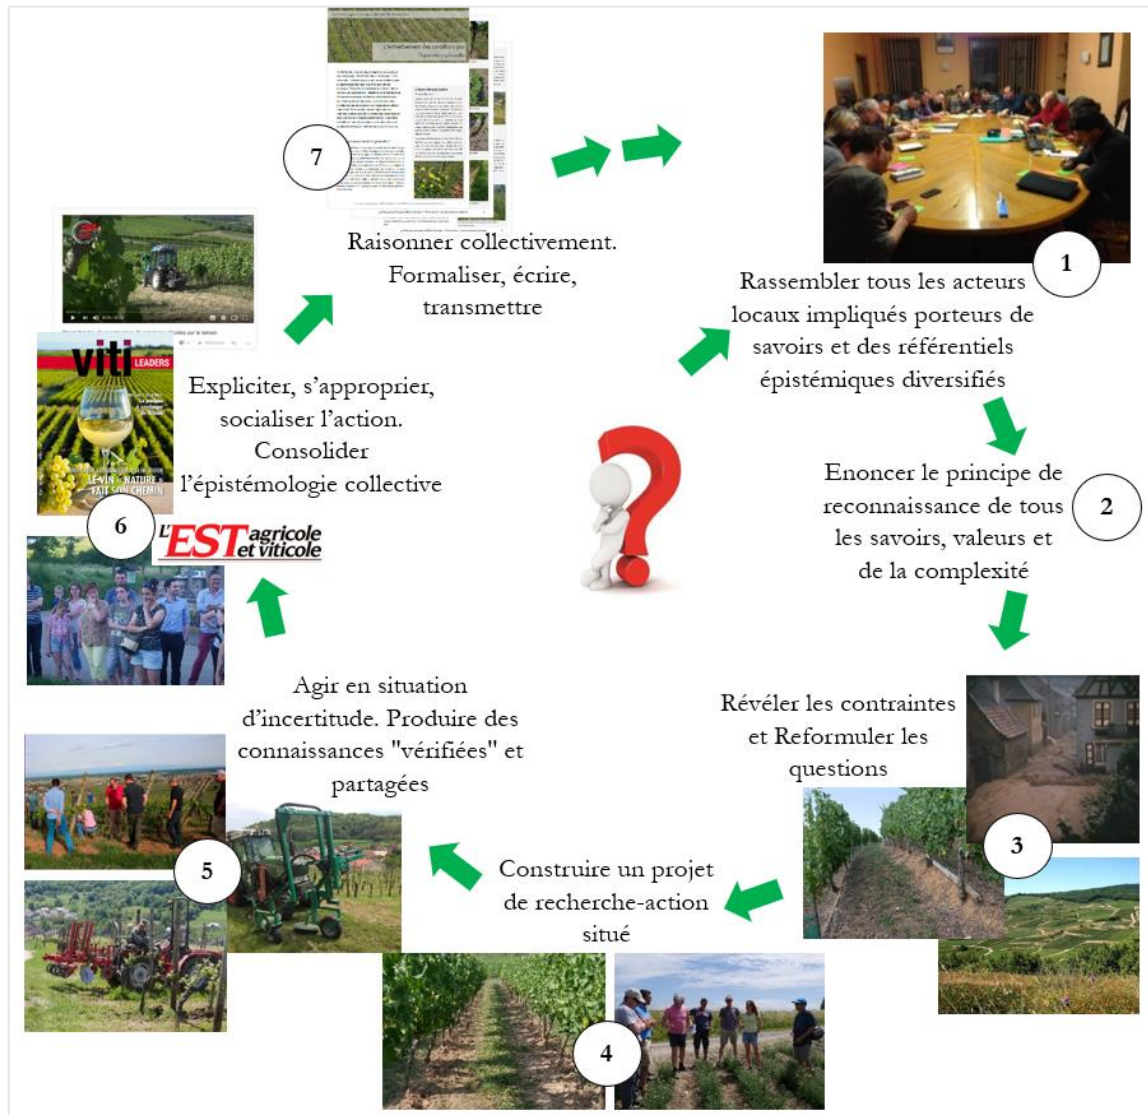 1
Rassembler tous les acteurs
locaux impliqués porteurs de
savoirs et des référentiels
épistémiques diversifiés
Enoncer le principe de
reconnaissance de tous
les savoirs, valeurs et
de la complexité
2
Révéler les contraintes
et Reformuler les
questions
3
Construire un projet
de recherche-action
situé
4
Agir en situation
d'incertitude. Produire des
connaissances "vérifiées" et
partagées
5
Expliciter, s'approprier,
socialiser l'action.
Consolider
l'épistémologie collective
viti
LEADERS
LE VIN « NATURE »
FAIT SON CHEMIN
6
L'EST agricole
et viticole
7
Raisonner collectivement.
Formaliser, écrire,
transmettre